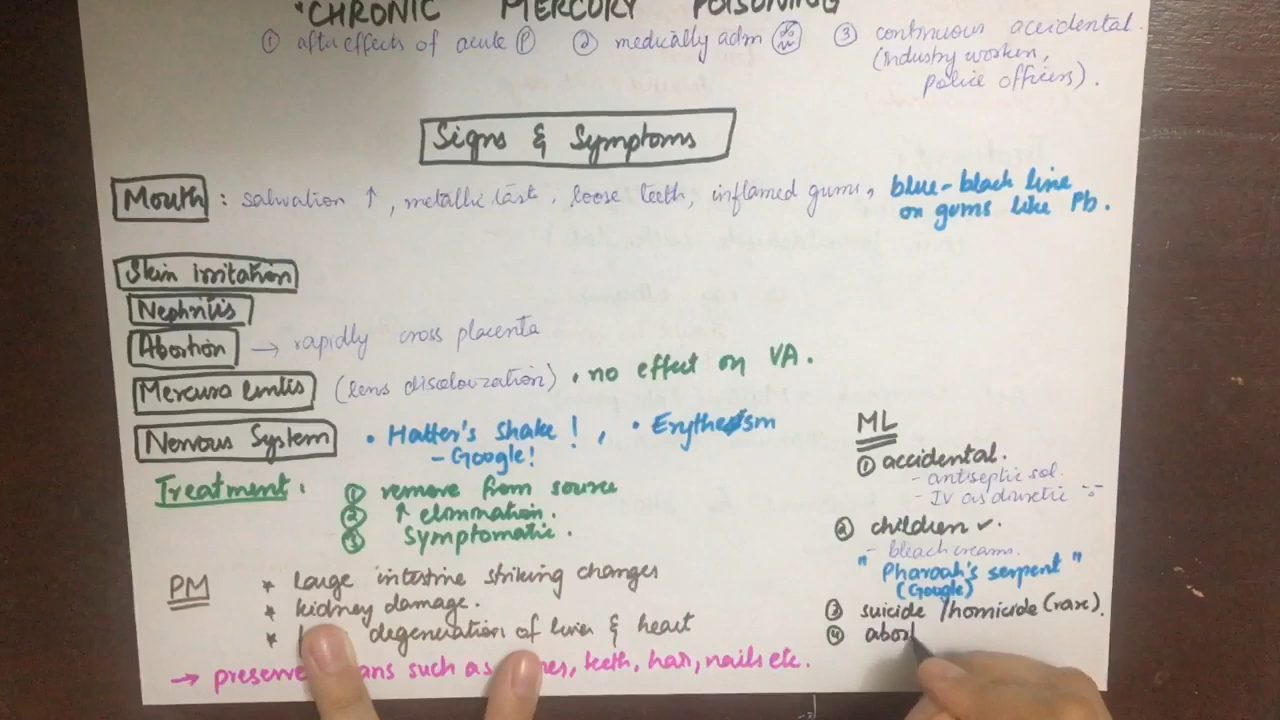 *CHRONIC MERCURY POISONING
① after effects of acute Ⓟ ② medically adm ③ continuous accidental.
(industry worker,
police officers).
Signs & Symptoms
Mouth : salivation ↑, metallic tast, loose teeth, inflamed gums, blue-black line
on gums like Pb.
Skin irritation
Nephritis
Abortion → rapidly cross placenta
Mercura lentis (lens discolourization) . no effect on VA.
Nervous System • Hatter's shake! , • Erythesism
- Google!
Treatment : ① remove from source
② ↑ elimination.
③ Symptomatic.
PM * Large intestine striking changes
* kidney damage.
* degeneration of liver & heart
→ preserve such as teeth, hair, nails etc.
ML
① accidental.
- antiseptic sol.
- IV as diuretic
② children ✓.
- bleach creams.
" Pharoah's serpent "
(Google)
③ suicide /homicide (rare).
④ abor